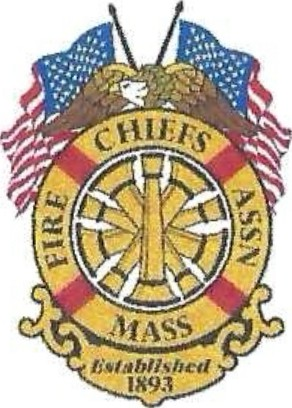 FIRE
CHIEFS
ASSN
MASS
Established
1893